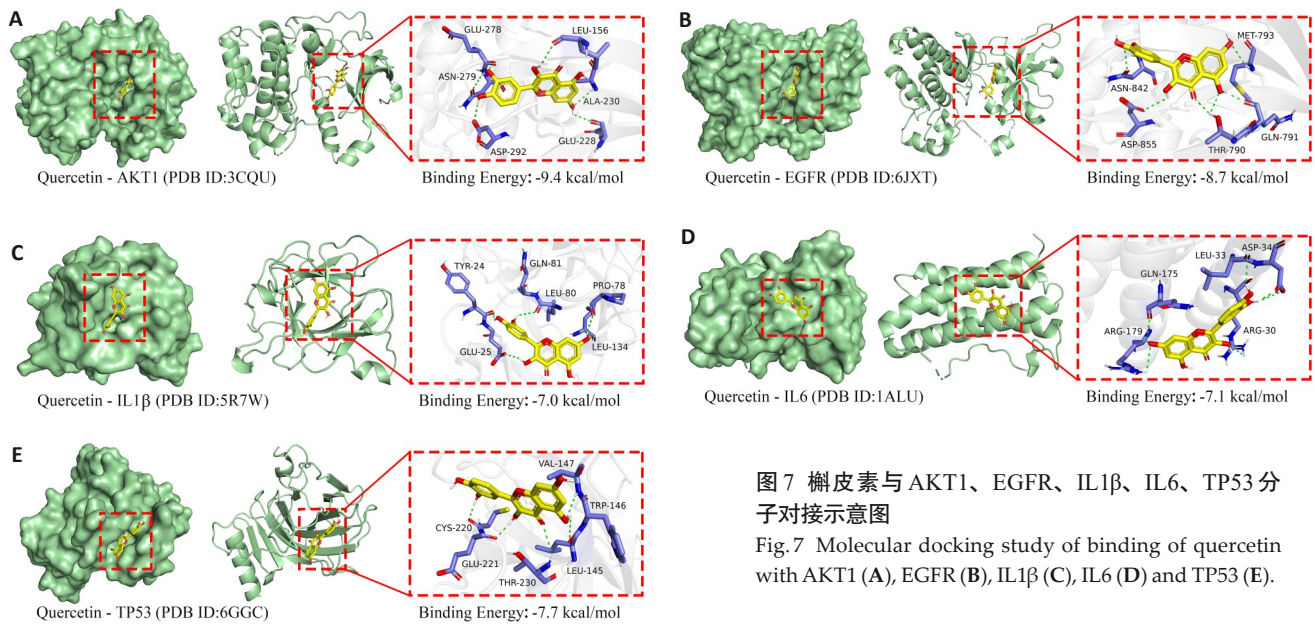 A
GLU-278
LEU-156
ASN-279
ALA-230
ASP-292
GLU-228
Quercetin - AKT1 (PDB ID:3CQU)
Binding Energy: -9.4 kcal/mol
B
MET-793
ASN-842
ASP-855
GLN-791
THR-790
Quercetin - EGFR (PDB ID:6JXT)
Binding Energy: -8.7 kcal/mol
C
TYR-24
GLN-81
LEU-80
PRO-78
GLU-25
LEU-134
Quercetin - IL1β (PDB ID:5R7W)
Binding Energy: -7.0 kcal/mol
D
ASP-34
LEU-33
GLN-175
ARG-179
ARG-30
Quercetin - IL6 (PDB ID:1ALU)
Binding Energy: -7.1 kcal/mol
E
VAL-147
TRP-146
CYS-220
GLU-221
THR-230
LEU-145
Quercetin - TP53 (PDB ID:6GGC)
Binding Energy: -7.7 kcal/mol
图7 槲皮素与AKT1、EGFR、IL1β、IL6、TP53分
子对接示意图
Fig.7 Molecular docking study of binding of quercetin
with AKT1 (A), EGFR (B), IL1β (C), IL6 (D) and TP53 (E).